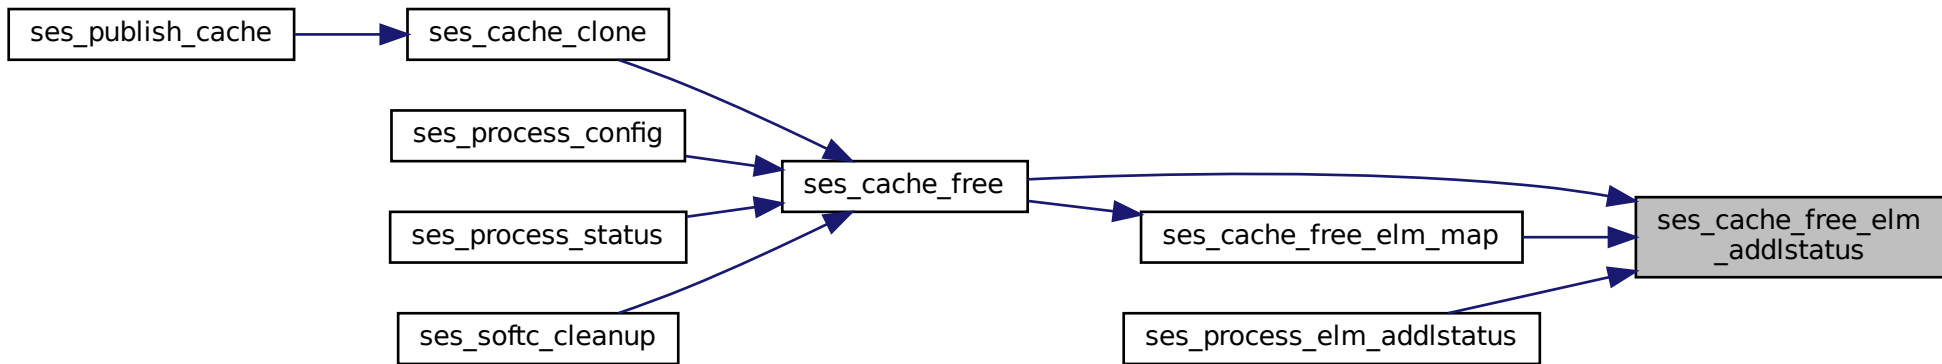 ses_publish_cache
ses_cache_clone
ses_process_config
ses_cache_free
ses_process_status
ses_softc_cleanup
ses_cache_free_elm_map
ses_process_elm_addlstatus
ses_cache_free_elm
_addlstatus